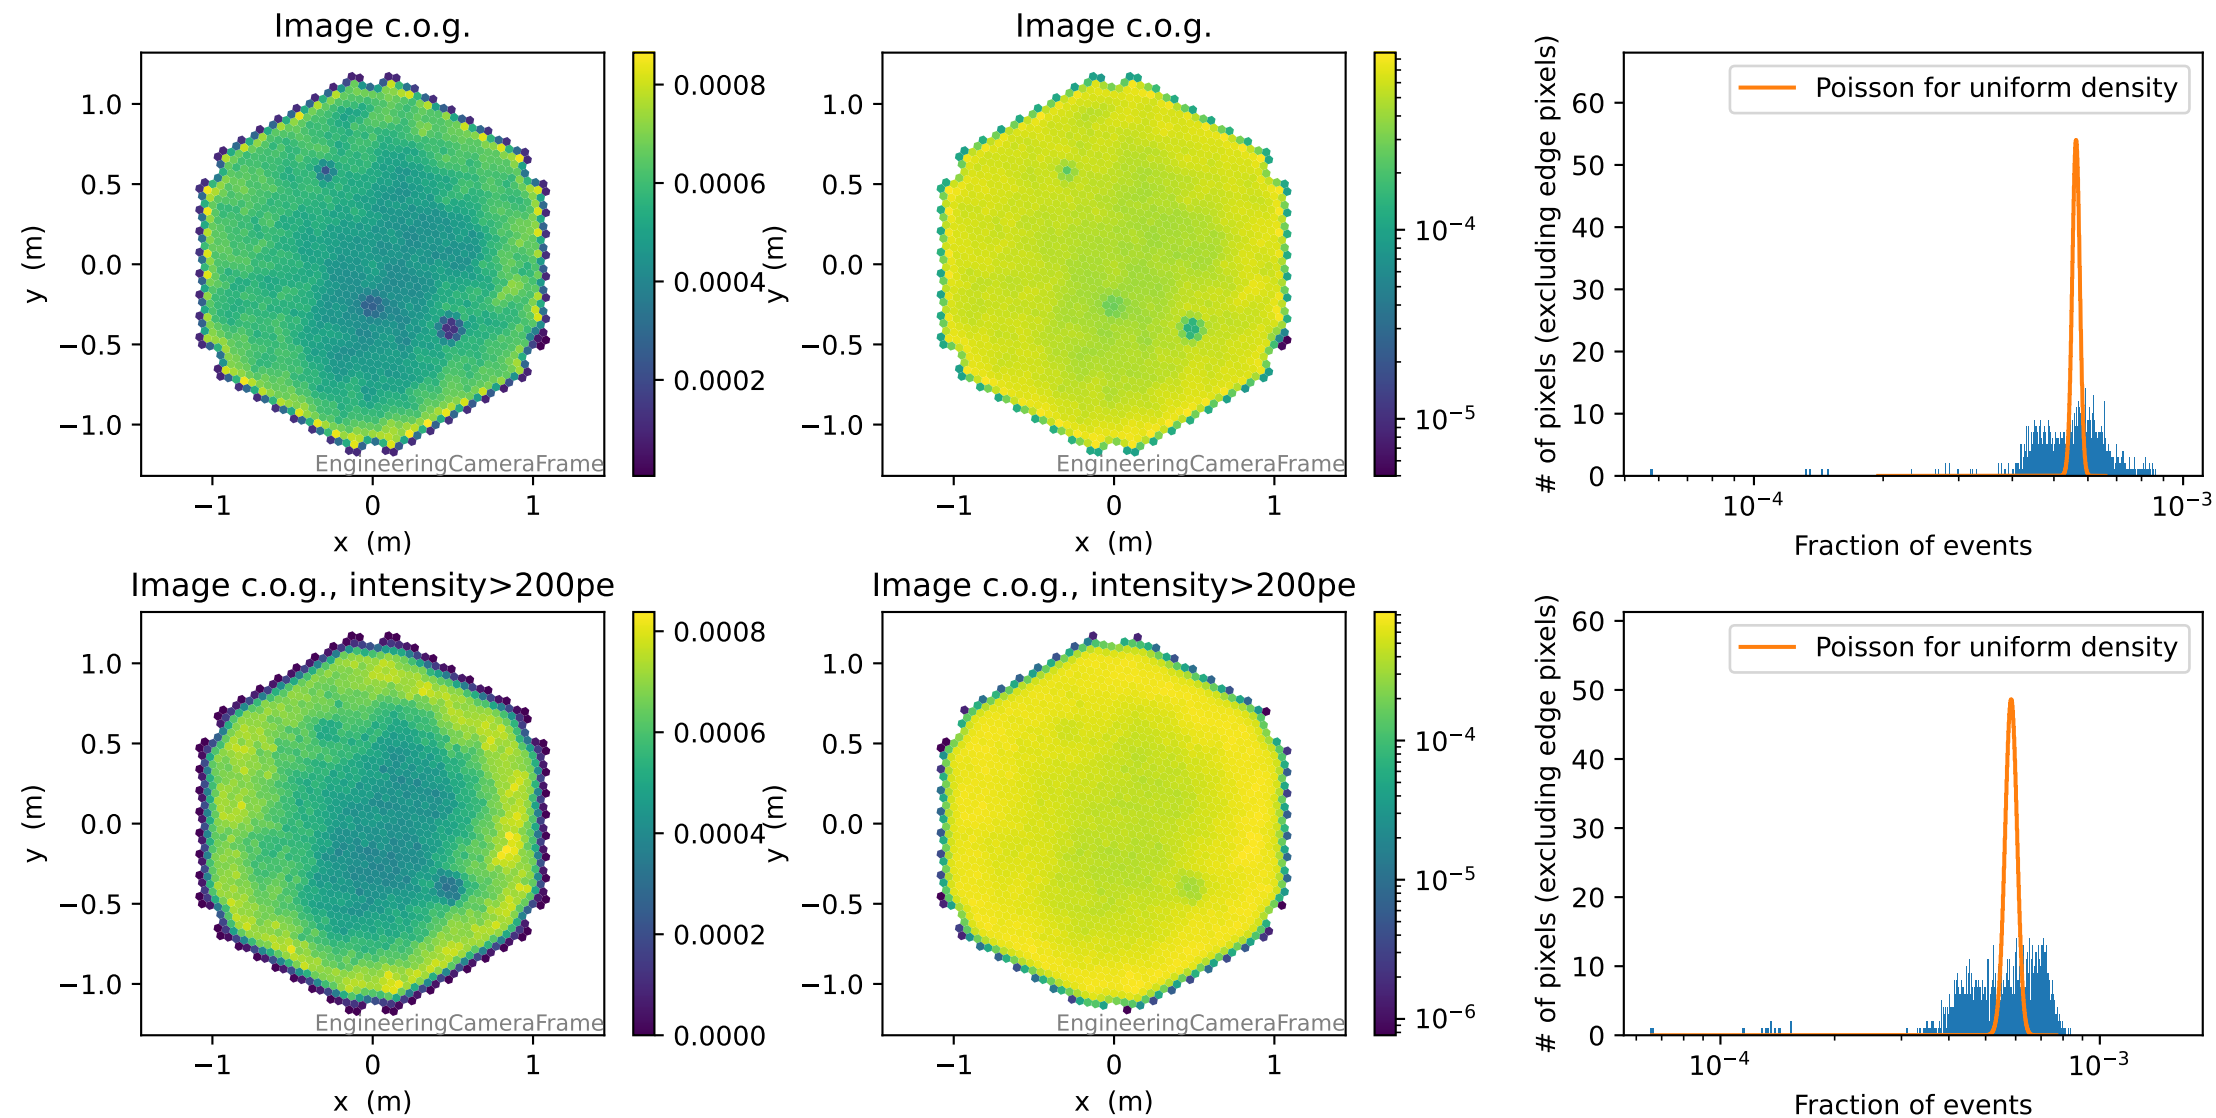 Image c.o.g.
1.0
0.5
0.0
−0.5
−1.0
y (m)
−1
0
1
x (m)
EngineeringCameraFrame
0.0008
0.0006
0.0004
0.0002
Image c.o.g.
1.0
0.5
0.0
−0.5
−1.0
y (m)
−1
0
1
x (m)
EngineeringCameraFrame
10⁻⁴
10⁻⁵
Poisson for uniform density
# of pixels (excluding edge pixels)
60
50
40
30
20
10
0
10⁻⁴
10⁻³
Fraction of events
Image c.o.g., intensity>200pe
1.0
0.5
0.0
−0.5
−1.0
y (m)
−1
0
1
x (m)
EngineeringCameraFrame
0.0008
0.0006
0.0004
0.0002
0.0000
Image c.o.g., intensity>200pe
1.0
0.5
0.0
−0.5
−1.0
y (m)
−1
0
1
x (m)
EngineeringCameraFrame
10⁻⁴
10⁻⁵
10⁻⁶
Poisson for uniform density
# of pixels (excluding edge pixels)
60
50
40
30
20
10
0
10⁻⁴
10⁻³
Fraction of events